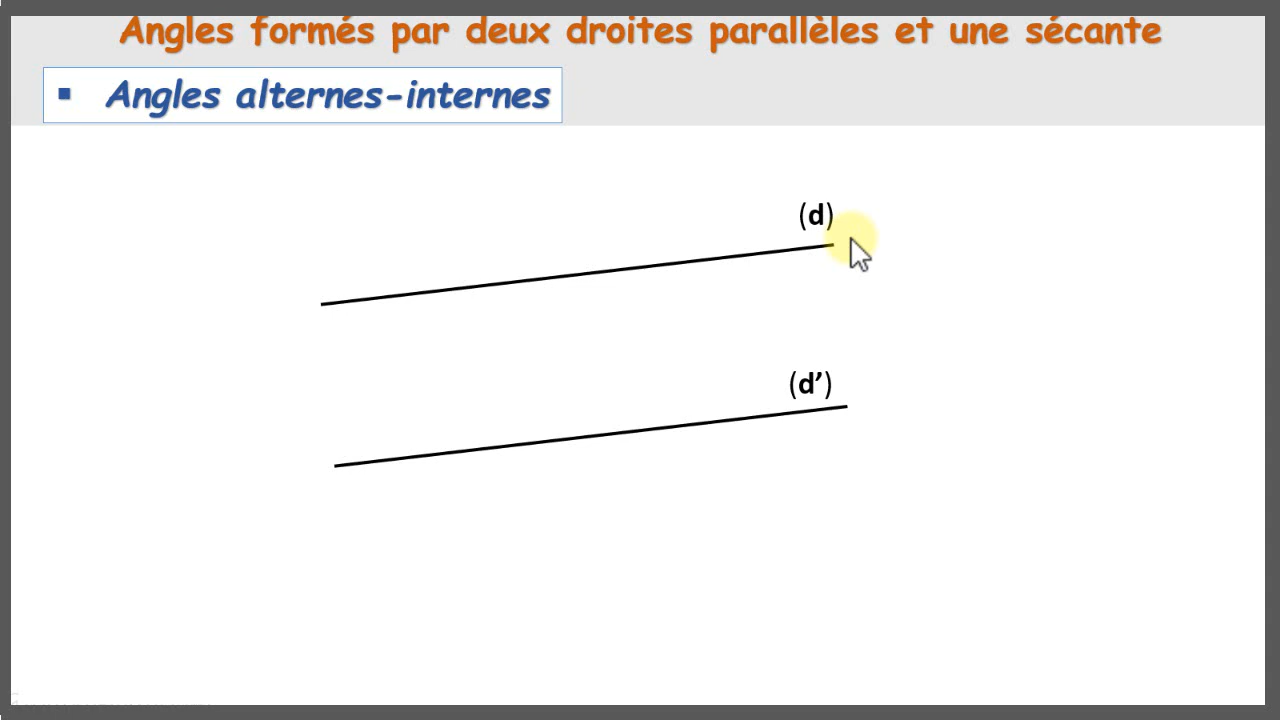 Angles formés par deux droites parallèles et une sécante
▪ Angles alternes-internes
(d)
(d’)